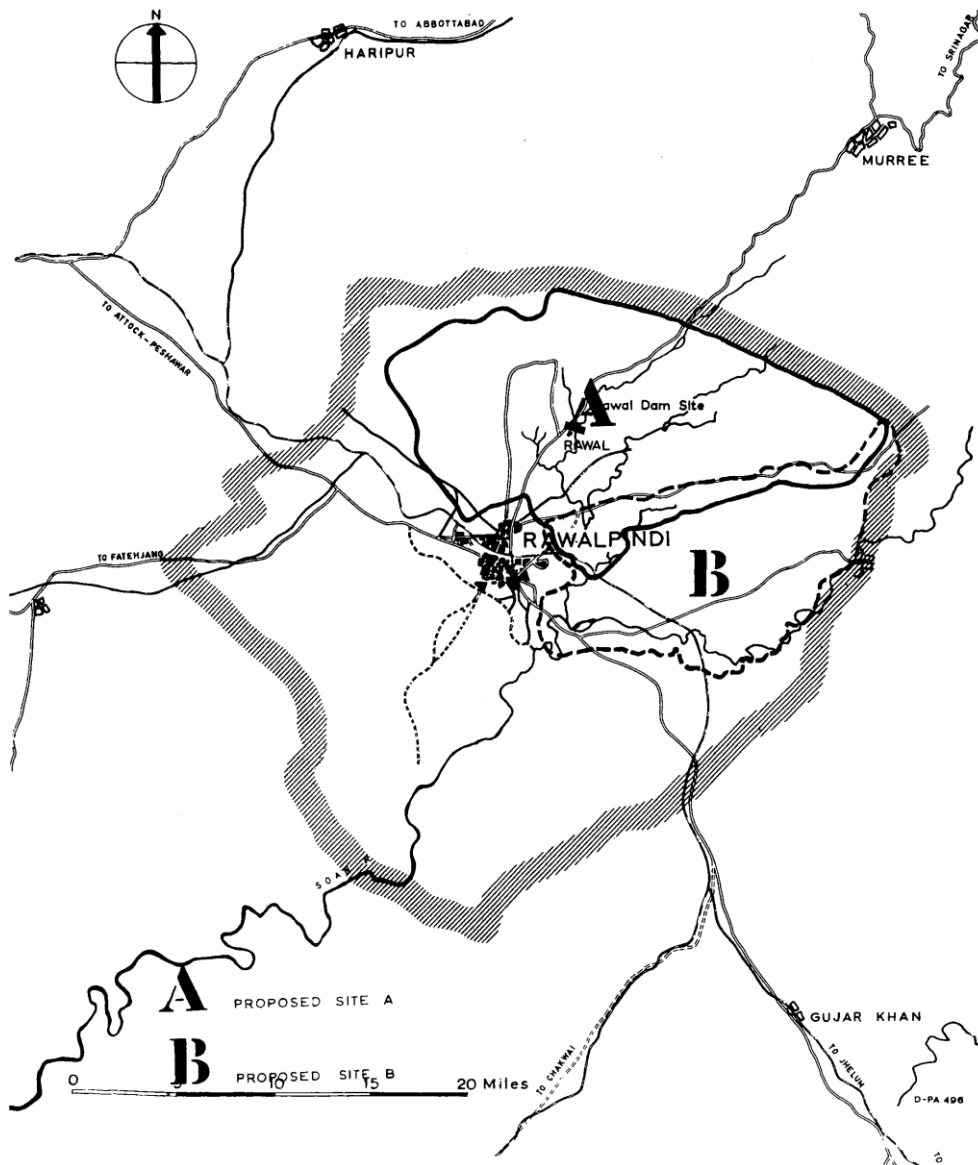 N
TO ABBOTTABAD
HARIPUR
TO SRINAGAR
MURREE
TO ATTOCK-PESHAWAR
A
Rawal Dam Site
RAWAL
RAWALPINDI
TO FATEHJANG
B
SOAN R
A PROPOSED SITE A
B PROPOSED SITE B
0 5 10 15 20 Miles
GUJAR KHAN
TO CHAKWAL
TO JHELUM
D-PA 496
TO